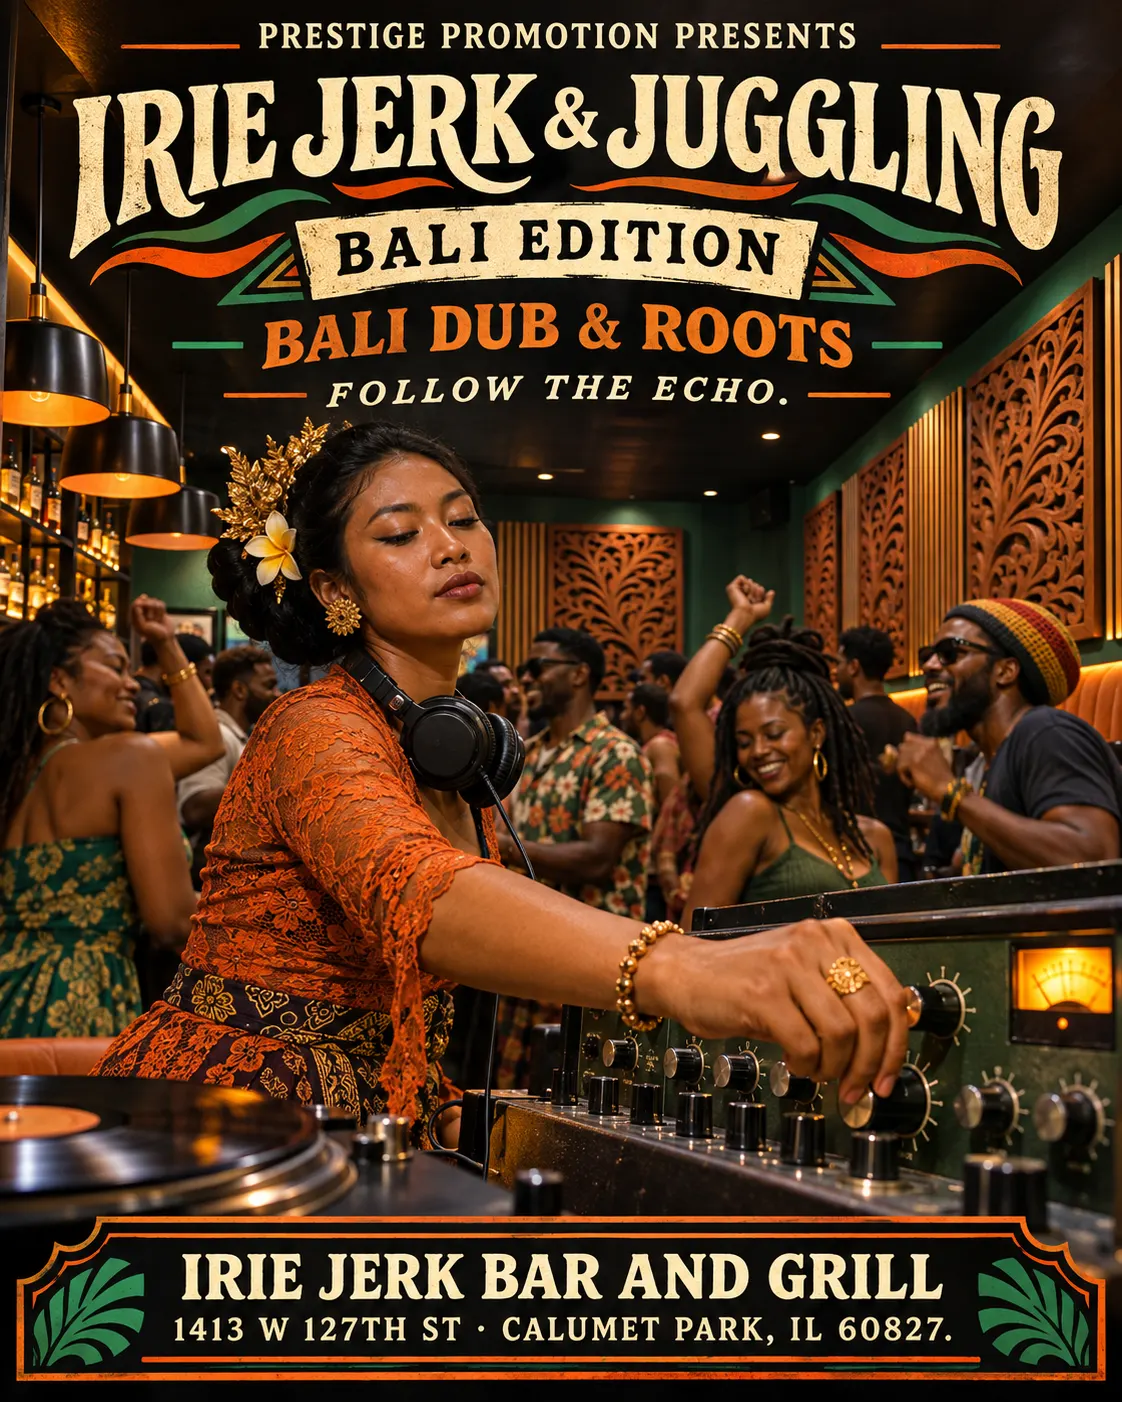 PRESTIGE PROMOTION PRESENTS
IRIE JERK & JUGGLING
BALI EDITION
BALI DUB & ROOTS
FOLLOW THE ECHO.
IRIE JERK BAR AND GRILL
1413 W 127TH ST · CALUMET PARK, IL 60827.